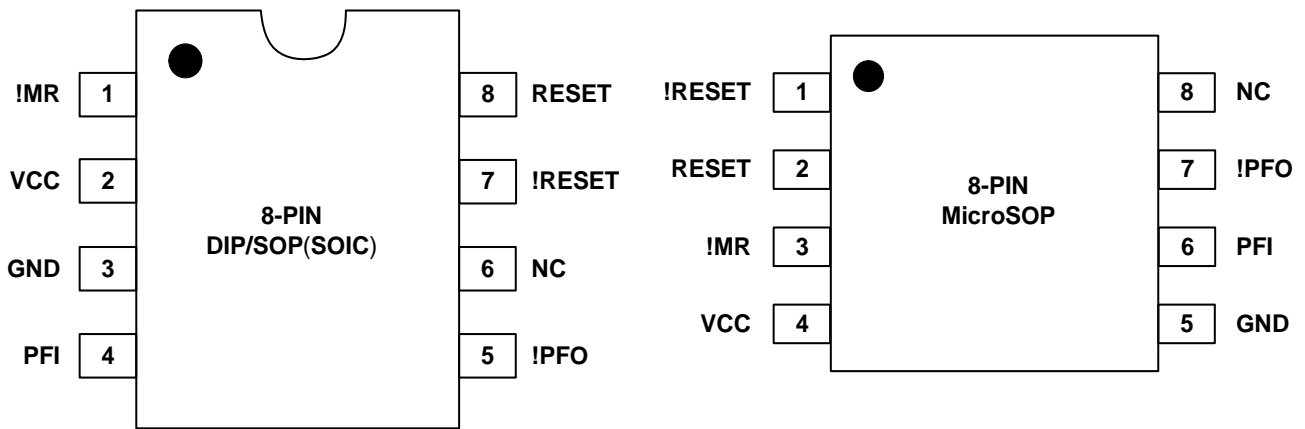 !MR 1
8 RESET
VCC 2
7 !RESET
8-PIN
DIP/SOP(SOIC)
GND 3
6 NC
PFI 4
5 !PFO
!RESET 1
8 NC
RESET 2
7 !PFO
8-PIN
MicroSOP
!MR 3
6 PFI
VCC 4
5 GND